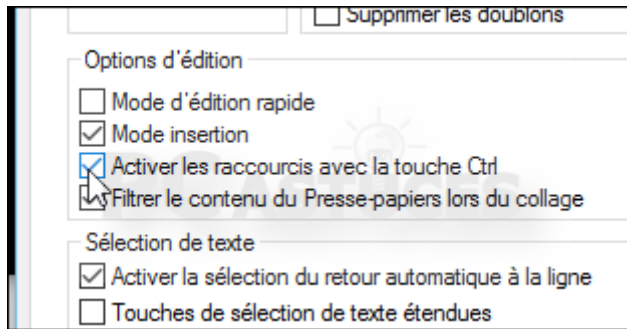 Supprimer les doublons
Options d'édition
Mode d'édition rapide
Mode insertion
Activer les raccourcis avec la touche Ctrl
Filtrer le contenu du Presse-papiers lors du collage
PC ASTUCES
Sélection de texte
Activer la sélection du retour automatique à la ligne
Touches de sélection de texte étendues